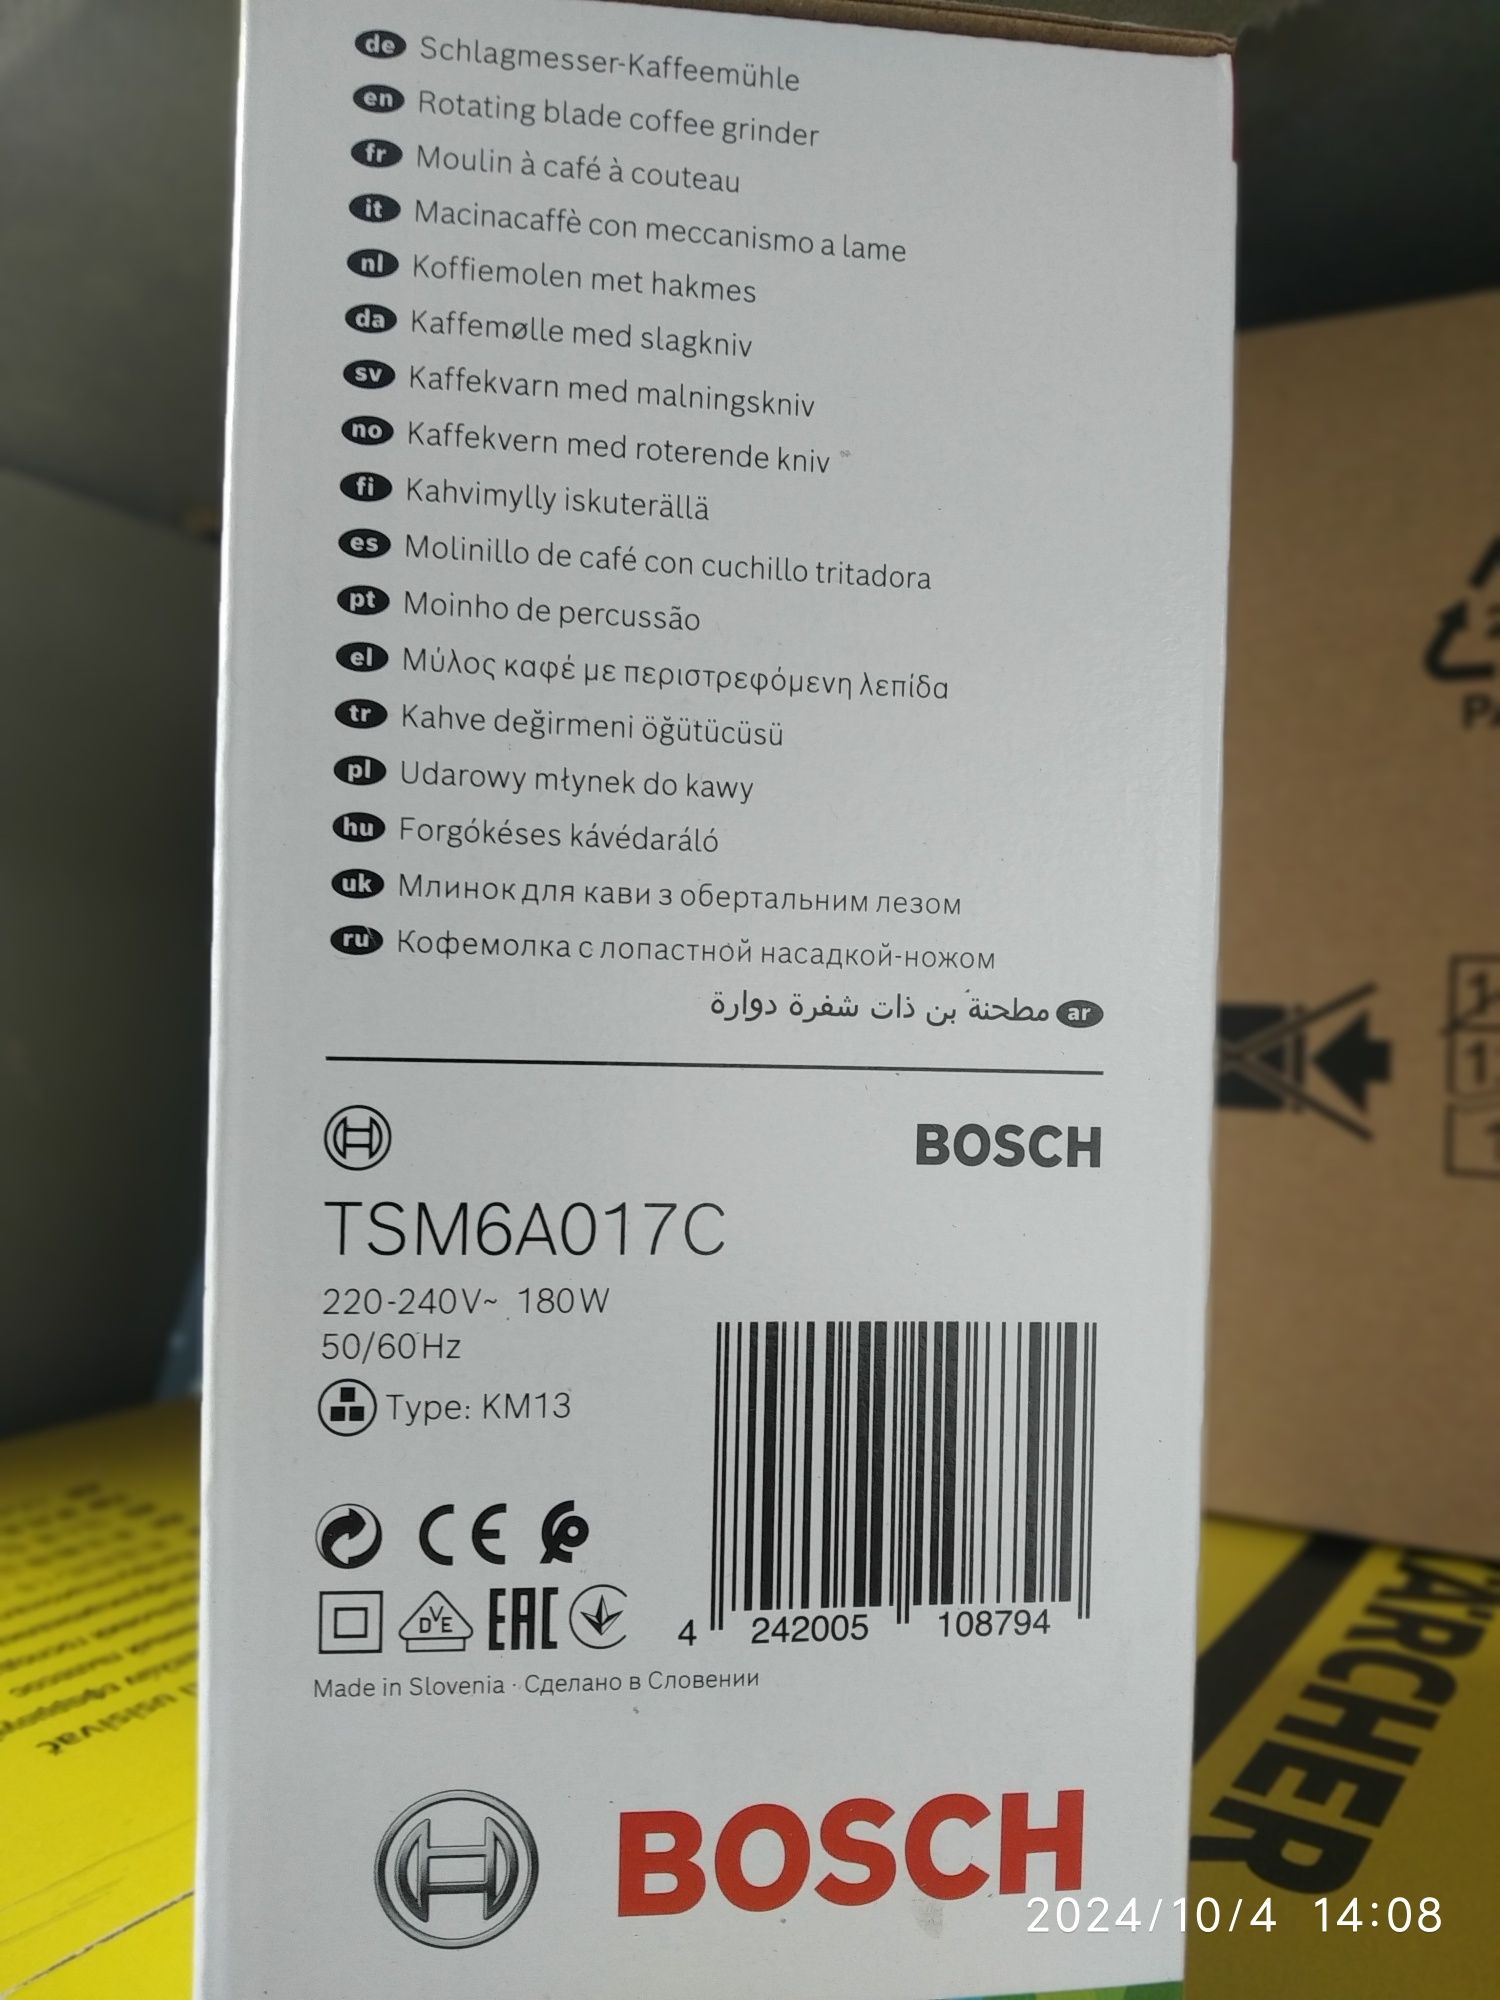 de Schlagmesser-Kaffeemühle
en Rotating blade coffee grinder
fr Moulin à café à couteau
it Macinacaffè con meccanismo a lame
nl Koffiemolen met hakmes
da Kaffemølle med slagkniv
sv Kaffekvarn med malningskniv
no Kaffekvern med roterende kniv
fi Kahvimylly iskuterällä
es Molinillo de café con cuchillo tritadora
pt Moinho de percussão
el Μύλος καφέ με περιστρεφόμενη λεπίδα
tr Kahve değirmeni öğütücüsü
pl Udarowy młynek do kawy
hu Forgókéses kávédaráló
uk Млинок для кави з обертальним лезом
ru Кофемолка с лопастной насадкой-ножом
ar مطحنة بن ذات شفرة دوارة
BOSCH
TSM6A017C
220-240V~ 180W
50/60Hz
Type: KM13
CE
DVE EAC
4 242005 108794
Made in Slovenia · Сделано в Словении
BOSCH
KÄRCHER
2024/10/4 14:08